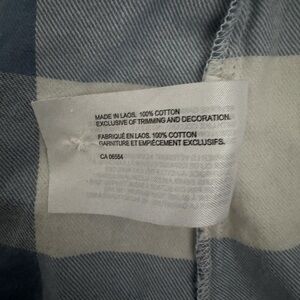 MADE IN LAOS. 100% COTTON
EXCLUSIVE OF TRIMMING AND DECORATION.
FABRIQUÉ EN LAOS. 100% COTTON
GARNITURE ET EMPIÈCEMENT EXCLUSIFS.
CA 06554